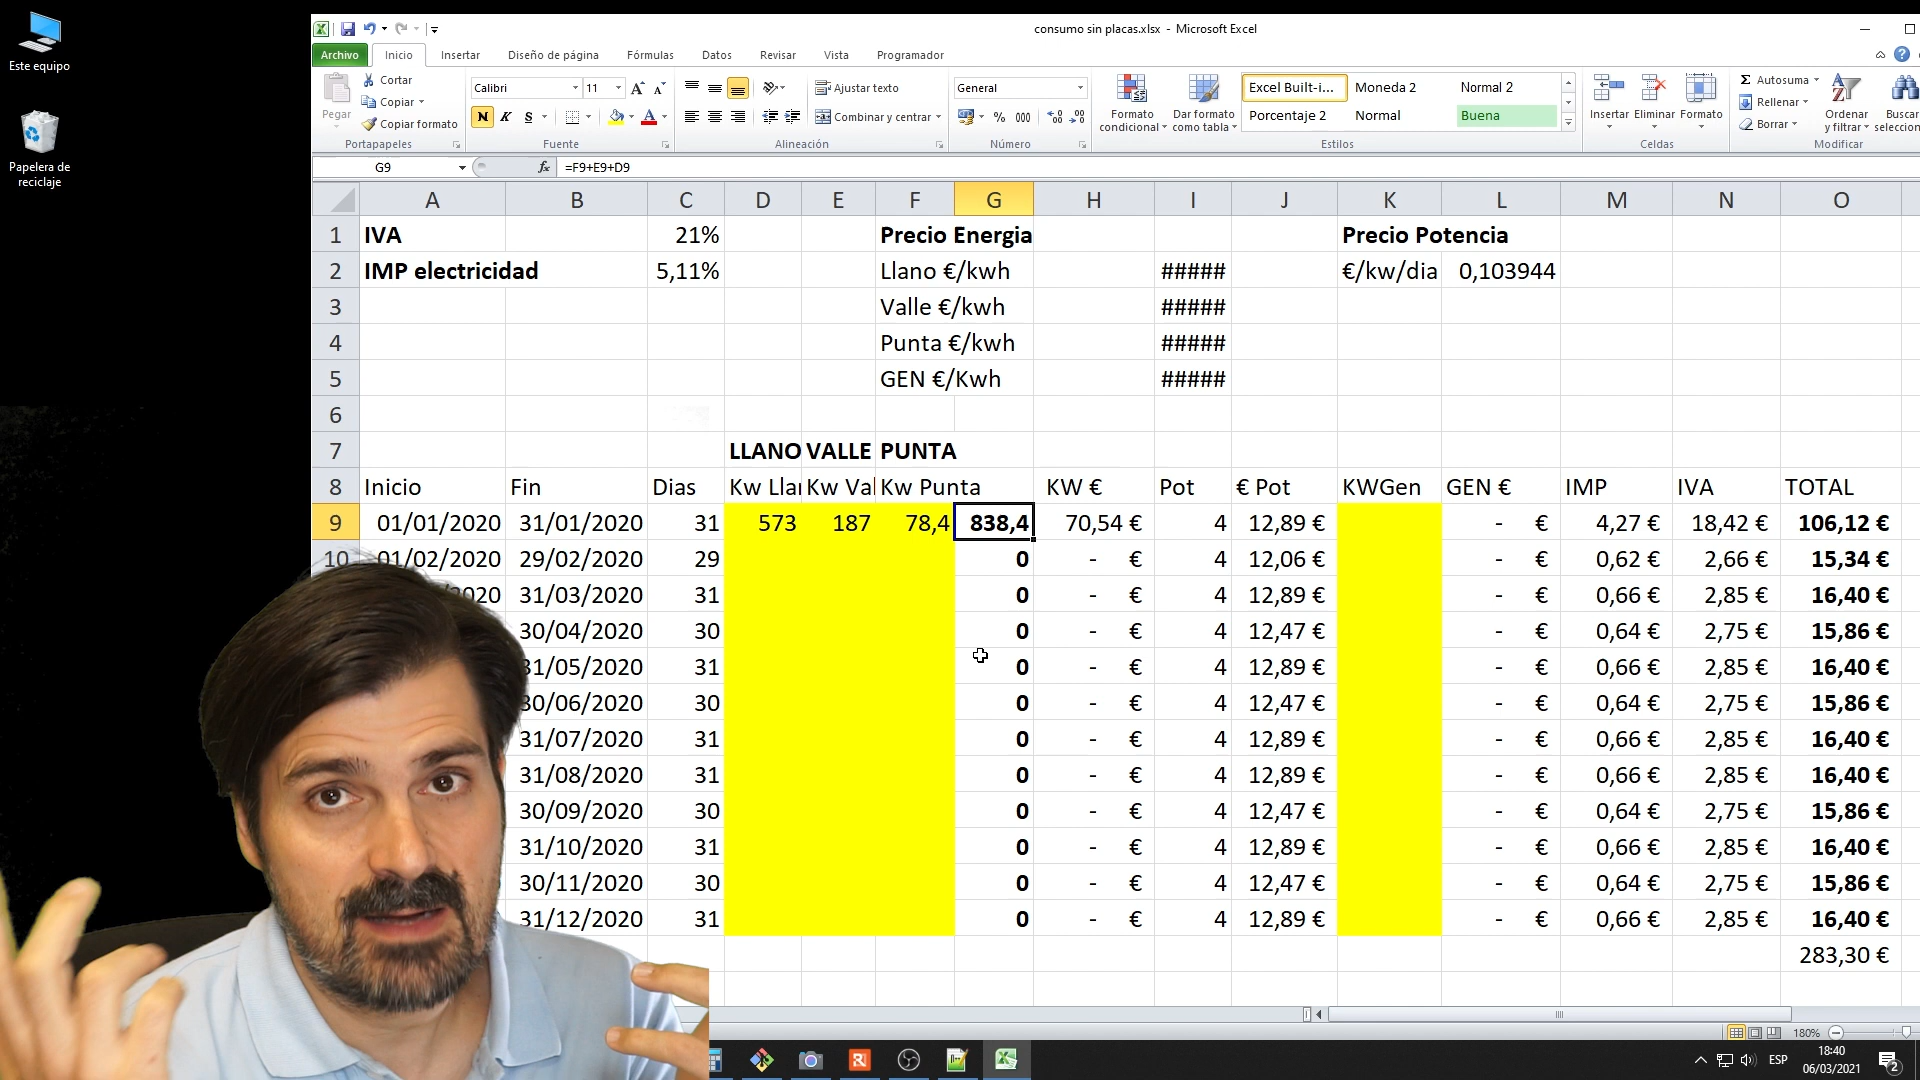 Este equipo
Papelera de
reciclaje
consumo sin placas.xlsx - Microsoft Excel
Archivo Inicio Insertar Diseño de página Fórmulas Datos Revisar Vista Programador
Pegar
Cortar
Copiar
Copiar formato
Portapapeles
Calibri 11
N K S
Fuente
Ajustar texto
Combinar y centrar
Alineación
General
% 000
Número
Formato
condicional
Dar formato
como tabla
Excel Built-i... Moneda 2 Normal 2
Porcentaje 2 Normal Buena
Estilos
Insertar Eliminar Formato
Celdas
Σ Autosuma
Rellenar
Borrar
Ordenar
y filtrar
Buscar
seleccion
Modificar
G9 fx =F9+E9+D9
A B C D E F G H I J K L M N O
1 IVA 21% Precio Energia Precio Potencia
2 IMP electricidad 5,11% Llano €/kwh ##### €/kw/dia 0,103944
3 Valle €/kwh #####
4 Punta €/kwh #####
5 GEN €/Kwh #####
6
7 LLANO VALLE PUNTA
8 Inicio Fin Dias Kw Lla Kw Val Kw Punta KW € Pot € Pot KWGen GEN € IMP IVA TOTAL
9 01/01/2020 31/01/2020 31 573 187 78,4 838,4 70,54 € 4 12,89 € - € 4,27 € 18,42 € 106,12 €
10 01/02/2020 29/02/2020 29 0 - € 4 12,06 € - € 0,62 € 2,66 € 15,34 €
2020 31/03/2020 31 0 - € 4 12,89 € - € 0,66 € 2,85 € 16,40 €
30/04/2020 30 0 - € 4 12,47 € - € 0,64 € 2,75 € 15,86 €
31/05/2020 31 0 - € 4 12,89 € - € 0,66 € 2,85 € 16,40 €
30/06/2020 30 0 - € 4 12,47 € - € 0,64 € 2,75 € 15,86 €
31/07/2020 31 0 - € 4 12,89 € - € 0,66 € 2,85 € 16,40 €
31/08/2020 31 0 - € 4 12,89 € - € 0,66 € 2,85 € 16,40 €
30/09/2020 30 0 - € 4 12,47 € - € 0,64 € 2,75 € 15,86 €
31/10/2020 31 0 - € 4 12,89 € - € 0,66 € 2,85 € 16,40 €
30/11/2020 30 0 - € 4 12,47 € - € 0,64 € 2,75 € 15,86 €
31/12/2020 31 0 - € 4 12,89 € - € 0,66 € 2,85 € 16,40 €
283,30 €
180%
ESP
18:40
06/03/2021
2